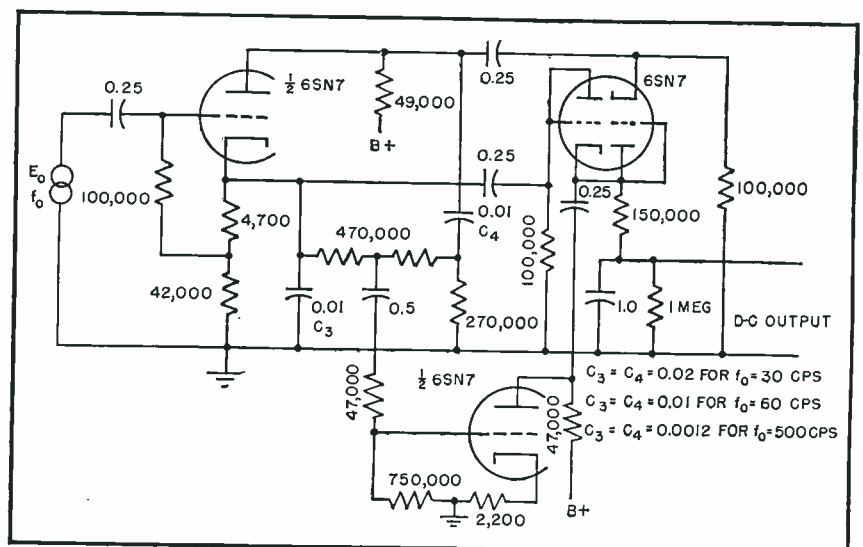 0.25
½ 6SN7
49,000
B+
0.25
6SN7
E₀
f₀
100,000
4,700
42,000
0.25
0.01
C₄
470,000
0.01
C₃
0.5
270,000
100,000
0.25
150,000
100,000
1.0
1 MEG
D-C OUTPUT
½ 6SN7
47,000
47,000
750,000
2,200
B+
C₃ = C₄ = 0.02 FOR f₀ = 30 CPS
C₃ = C₄ = 0.01 FOR f₀ = 60 CPS
C₃ = C₄ = 0.0012 FOR f₀ = 500 CPS